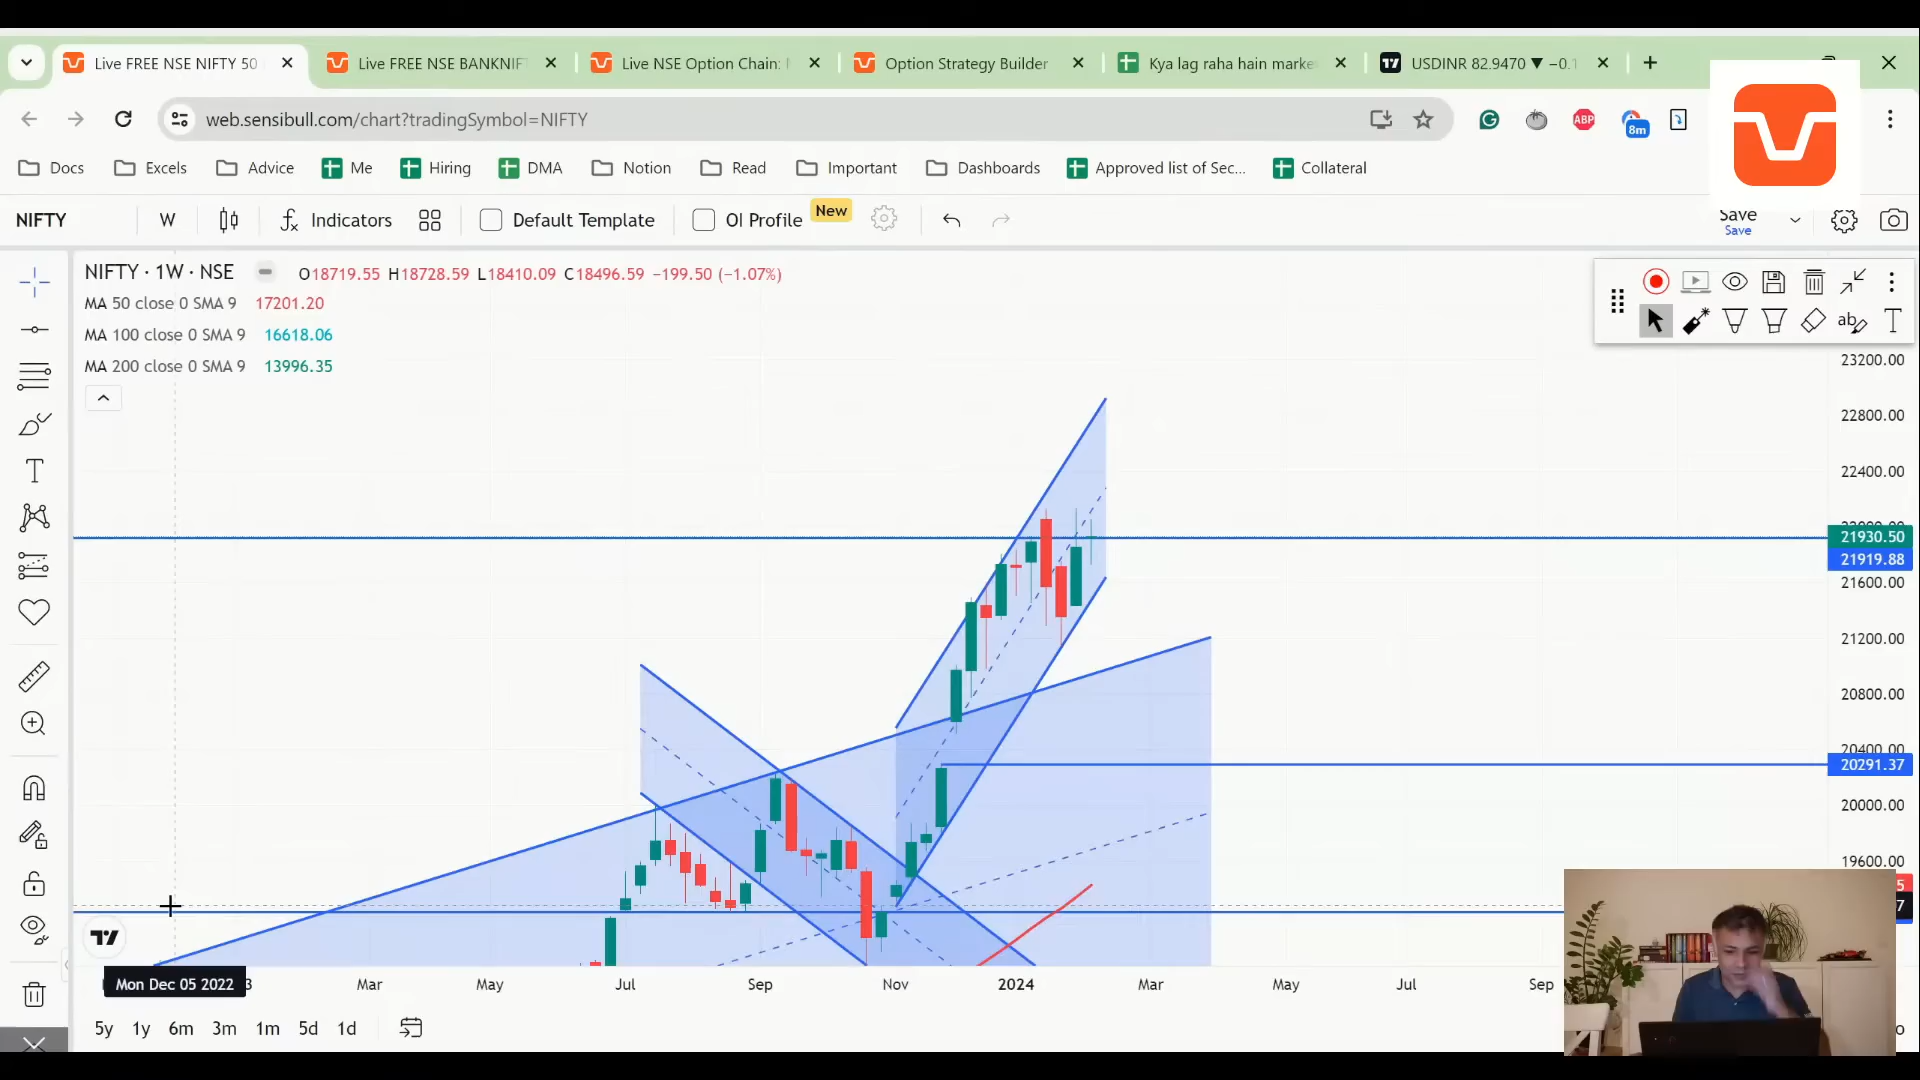 Live FREE NSE NIFTY 50
Live FREE NSE BANKNIF
Live NSE Option Chain:
Option Strategy Builder
Kya lag raha hain marke
USDINR 82.9470 ▼ −0.1
web.sensibull.com/chart?tradingSymbol=NIFTY
ABP
8m
Docs
Excels
Advice
Me
Hiring
DMA
Notion
Read
Important
Dashboards
Approved list of Sec...
Collateral
NIFTY
W
Indicators
Default Template
OI Profile
New
Save
Save
NIFTY · 1W · NSE
O18719.55 H18728.59 L18410.09 C18496.59 −199.50 (−1.07%)
MA 50 close 0 SMA 9 17201.20
MA 100 close 0 SMA 9 16618.06
MA 200 close 0 SMA 9 13996.35
23200.00
22800.00
22400.00
21930.50
21919.88
21600.00
21200.00
20800.00
20400.00
20291.37
20000.00
19600.00
Mon Dec 05 2022
Mar
May
Jul
Sep
Nov
2024
Mar
May
Jul
Sep
5y
1y
6m
3m
1m
5d
1d